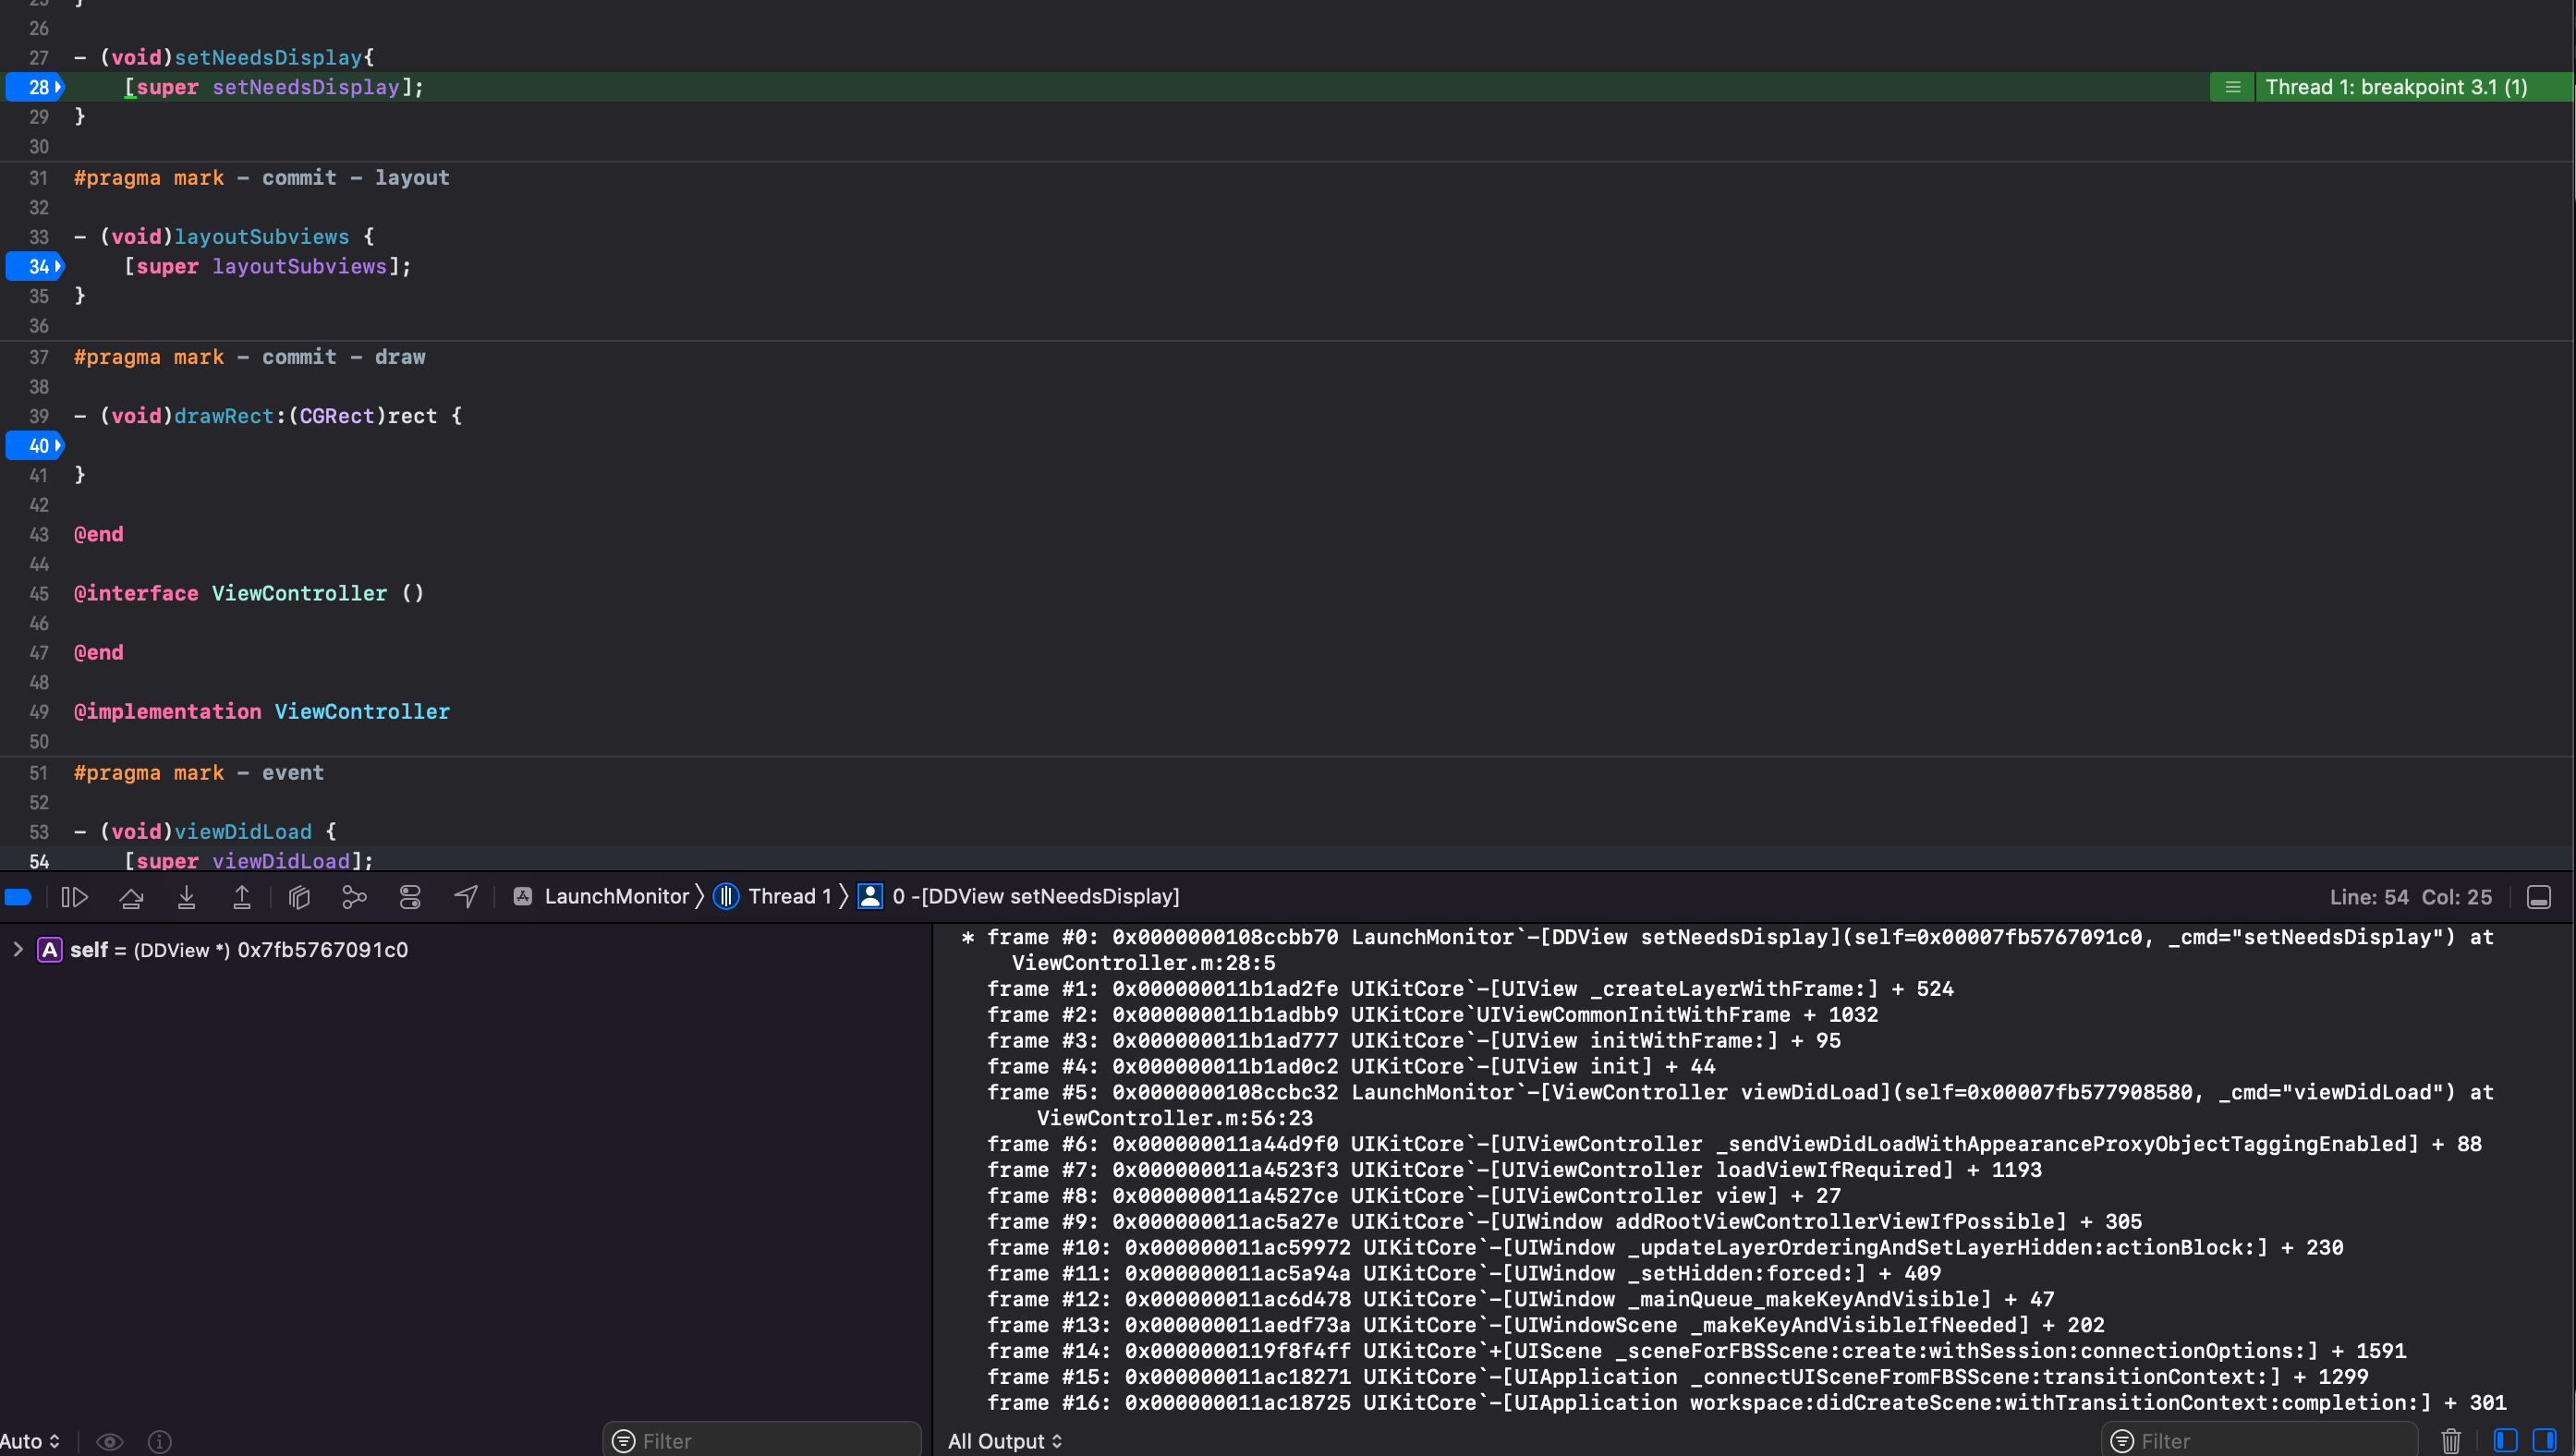 25 }
26
27 - (void)setNeedsDisplay{
28 [super setNeedsDisplay]; Thread 1: breakpoint 3.1 (1)
29 }
30
31 #pragma mark - commit - layout
32
33 - (void)layoutSubviews {
34 [super layoutSubviews];
35 }
36
37 #pragma mark - commit - draw
38
39 - (void)drawRect:(CGRect)rect {
40
41 }
42
43 @end
44
45 @interface ViewController ()
46
47 @end
48
49 @implementation ViewController
50
51 #pragma mark - event
52
53 - (void)viewDidLoad {
54 [super viewDidLoad];
LaunchMonitor 〉 Thread 1 〉 0 -[DDView setNeedsDisplay] Line: 54 Col: 25
A self = (DDView *) 0x7fb5767091c0
* frame #0: 0x0000000108ccbb70 LaunchMonitor`-[DDView setNeedsDisplay](self=0x00007fb5767091c0, _cmd="setNeedsDisplay") at
ViewController.m:28:5
frame #1: 0x000000011b1ad2fe UIKitCore`-[UIView _createLayerWithFrame:] + 524
frame #2: 0x000000011b1adbb9 UIKitCore`UIViewCommonInitWithFrame + 1032
frame #3: 0x000000011b1ad777 UIKitCore`-[UIView initWithFrame:] + 95
frame #4: 0x000000011b1ad0c2 UIKitCore`-[UIView init] + 44
frame #5: 0x0000000108ccbc32 LaunchMonitor`-[ViewController viewDidLoad](self=0x00007fb577908580, _cmd="viewDidLoad") at
ViewController.m:56:23
frame #6: 0x000000011a44d9f0 UIKitCore`-[UIViewController _sendViewDidLoadWithAppearanceProxyObjectTaggingEnabled] + 88
frame #7: 0x000000011a4523f3 UIKitCore`-[UIViewController loadViewIfRequired] + 1193
frame #8: 0x000000011a4527ce UIKitCore`-[UIViewController view] + 27
frame #9: 0x000000011ac5a27e UIKitCore`-[UIWindow addRootViewControllerViewIfPossible] + 305
frame #10: 0x000000011ac59972 UIKitCore`-[UIWindow _updateLayerOrderingAndSetLayerHidden:actionBlock:] + 230
frame #11: 0x000000011ac5a94a UIKitCore`-[UIWindow _setHidden:forced:] + 409
frame #12: 0x000000011ac6d478 UIKitCore`-[UIWindow _mainQueue_makeKeyAndVisible] + 47
frame #13: 0x000000011aedf73a UIKitCore`-[UIWindowScene _makeKeyAndVisibleIfNeeded] + 202
frame #14: 0x0000000119f8f4ff UIKitCore`+[UIScene _sceneForFBSScene:create:withSession:connectionOptions:] + 1591
frame #15: 0x000000011ac18271 UIKitCore`-[UIApplication _connectUISceneFromFBSScene:transitionContext:] + 1299
frame #16: 0x000000011ac18725 UIKitCore`-[UIApplication workspace:didCreateScene:withTransitionContext:completion:] + 301
Auto Filter All Output Filter